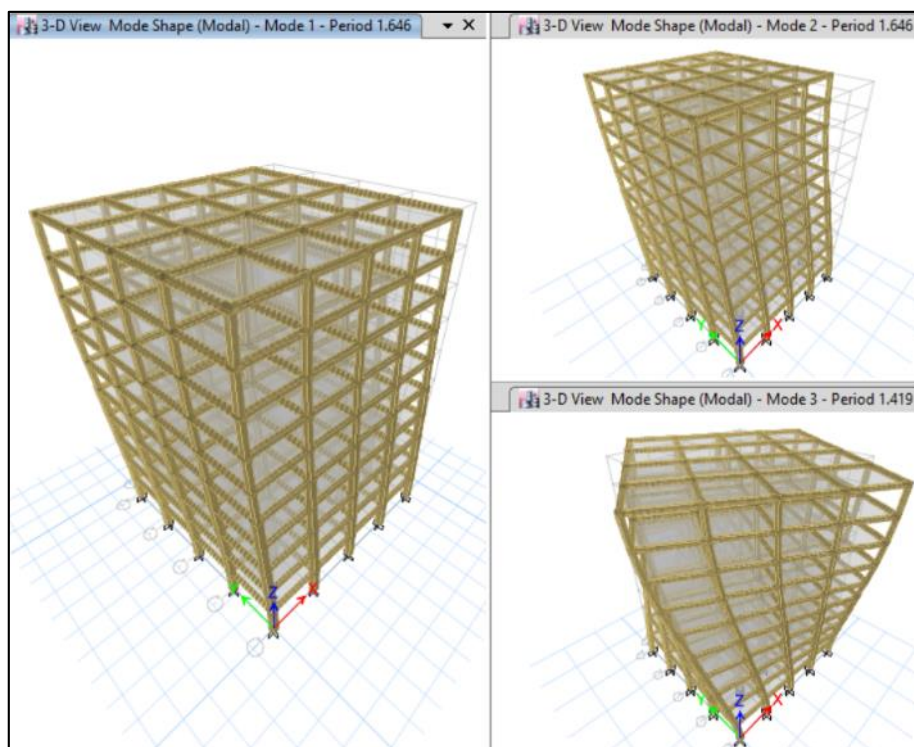 3-D View Mode Shape (Modal) - Mode 1 - Period 1.646
3-D View Mode Shape (Modal) - Mode 2 - Period 1.646
Z
Y
X
3-D View Mode Shape (Modal) - Mode 3 - Period 1.419
Z
X
Z
Y
X